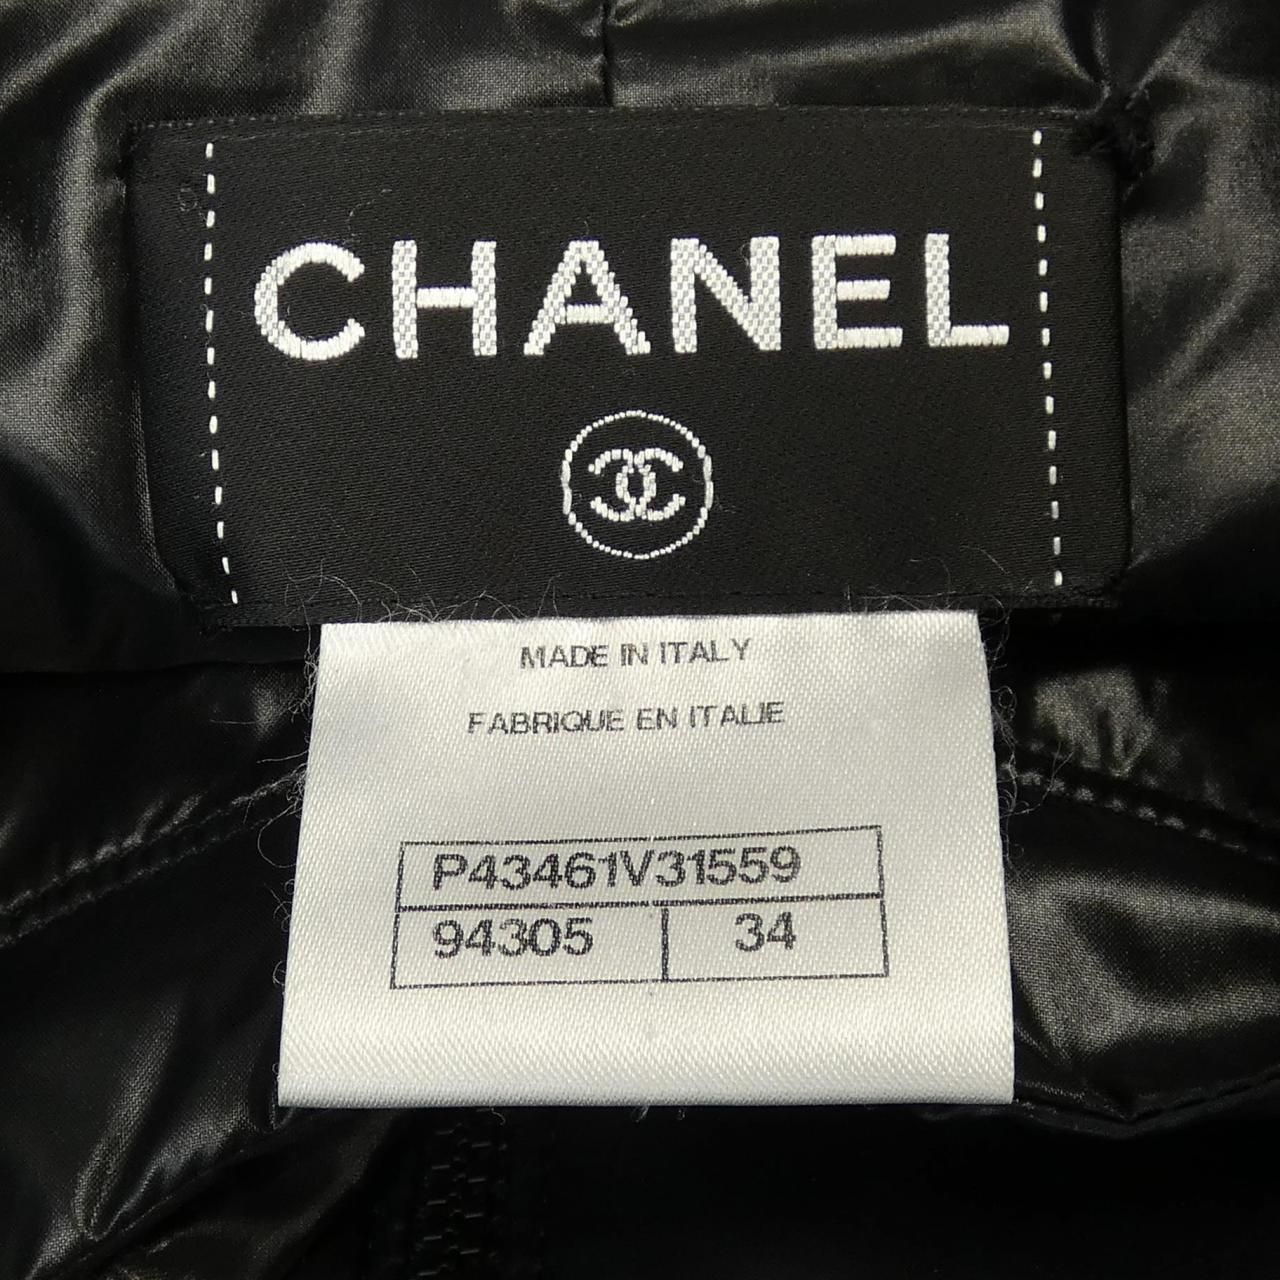 CHANEL
MADE IN ITALY
FABRIQUE EN ITALIE
P43461V31559
94305 34